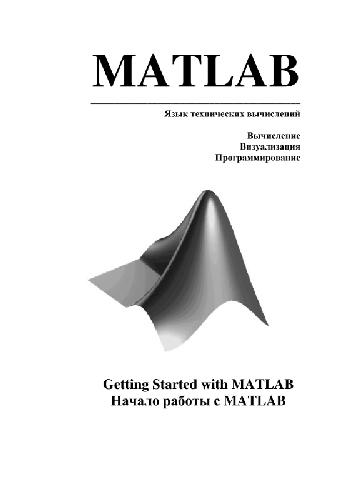 MATLAB
Язык технических вычислений
Вычисление
Визуализация
Программирование
Getting Started with MATLAB
Начало работы с MATLAB